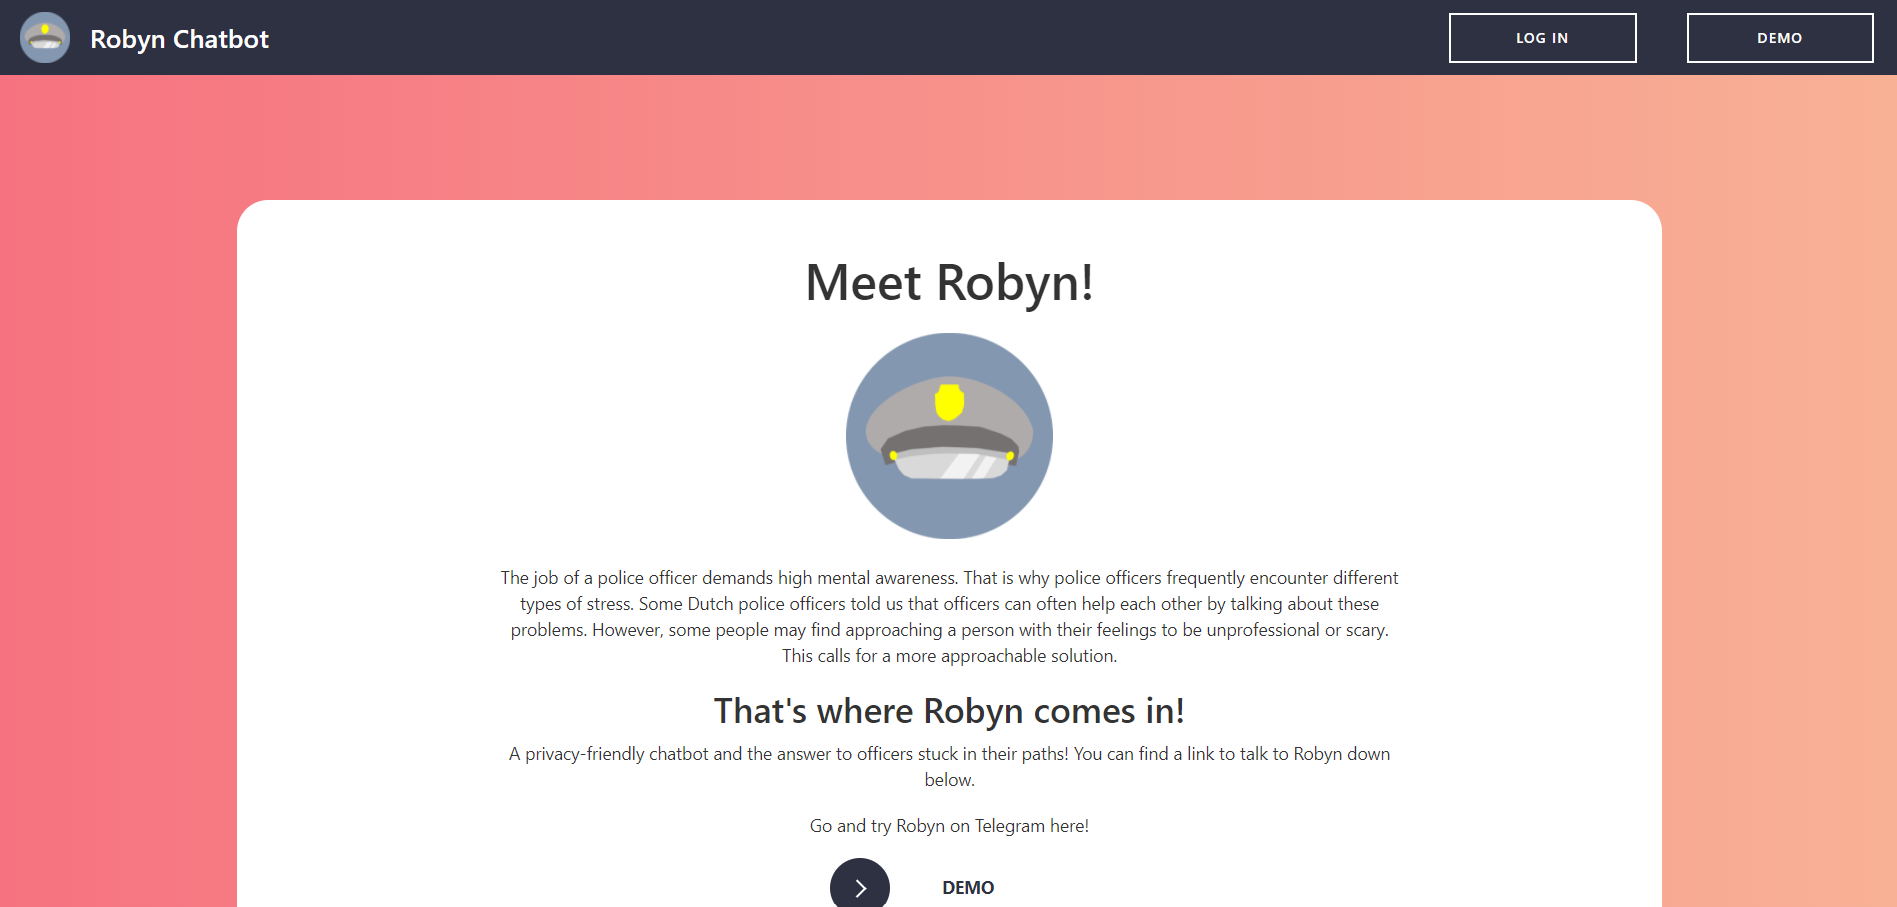 Robyn Chatbot
LOG IN
DEMO
Meet Robyn!
The job of a police officer demands high mental awareness. That is why police officers frequently encounter different
types of stress. Some Dutch police officers told us that officers can often help each other by talking about these
problems. However, some people may find approaching a person with their feelings to be unprofessional or scary.
This calls for a more approachable solution.
That's where Robyn comes in!
A privacy-friendly chatbot and the answer to officers stuck in their paths! You can find a link to talk to Robyn down
below.
Go and try Robyn on Telegram here!
DEMO